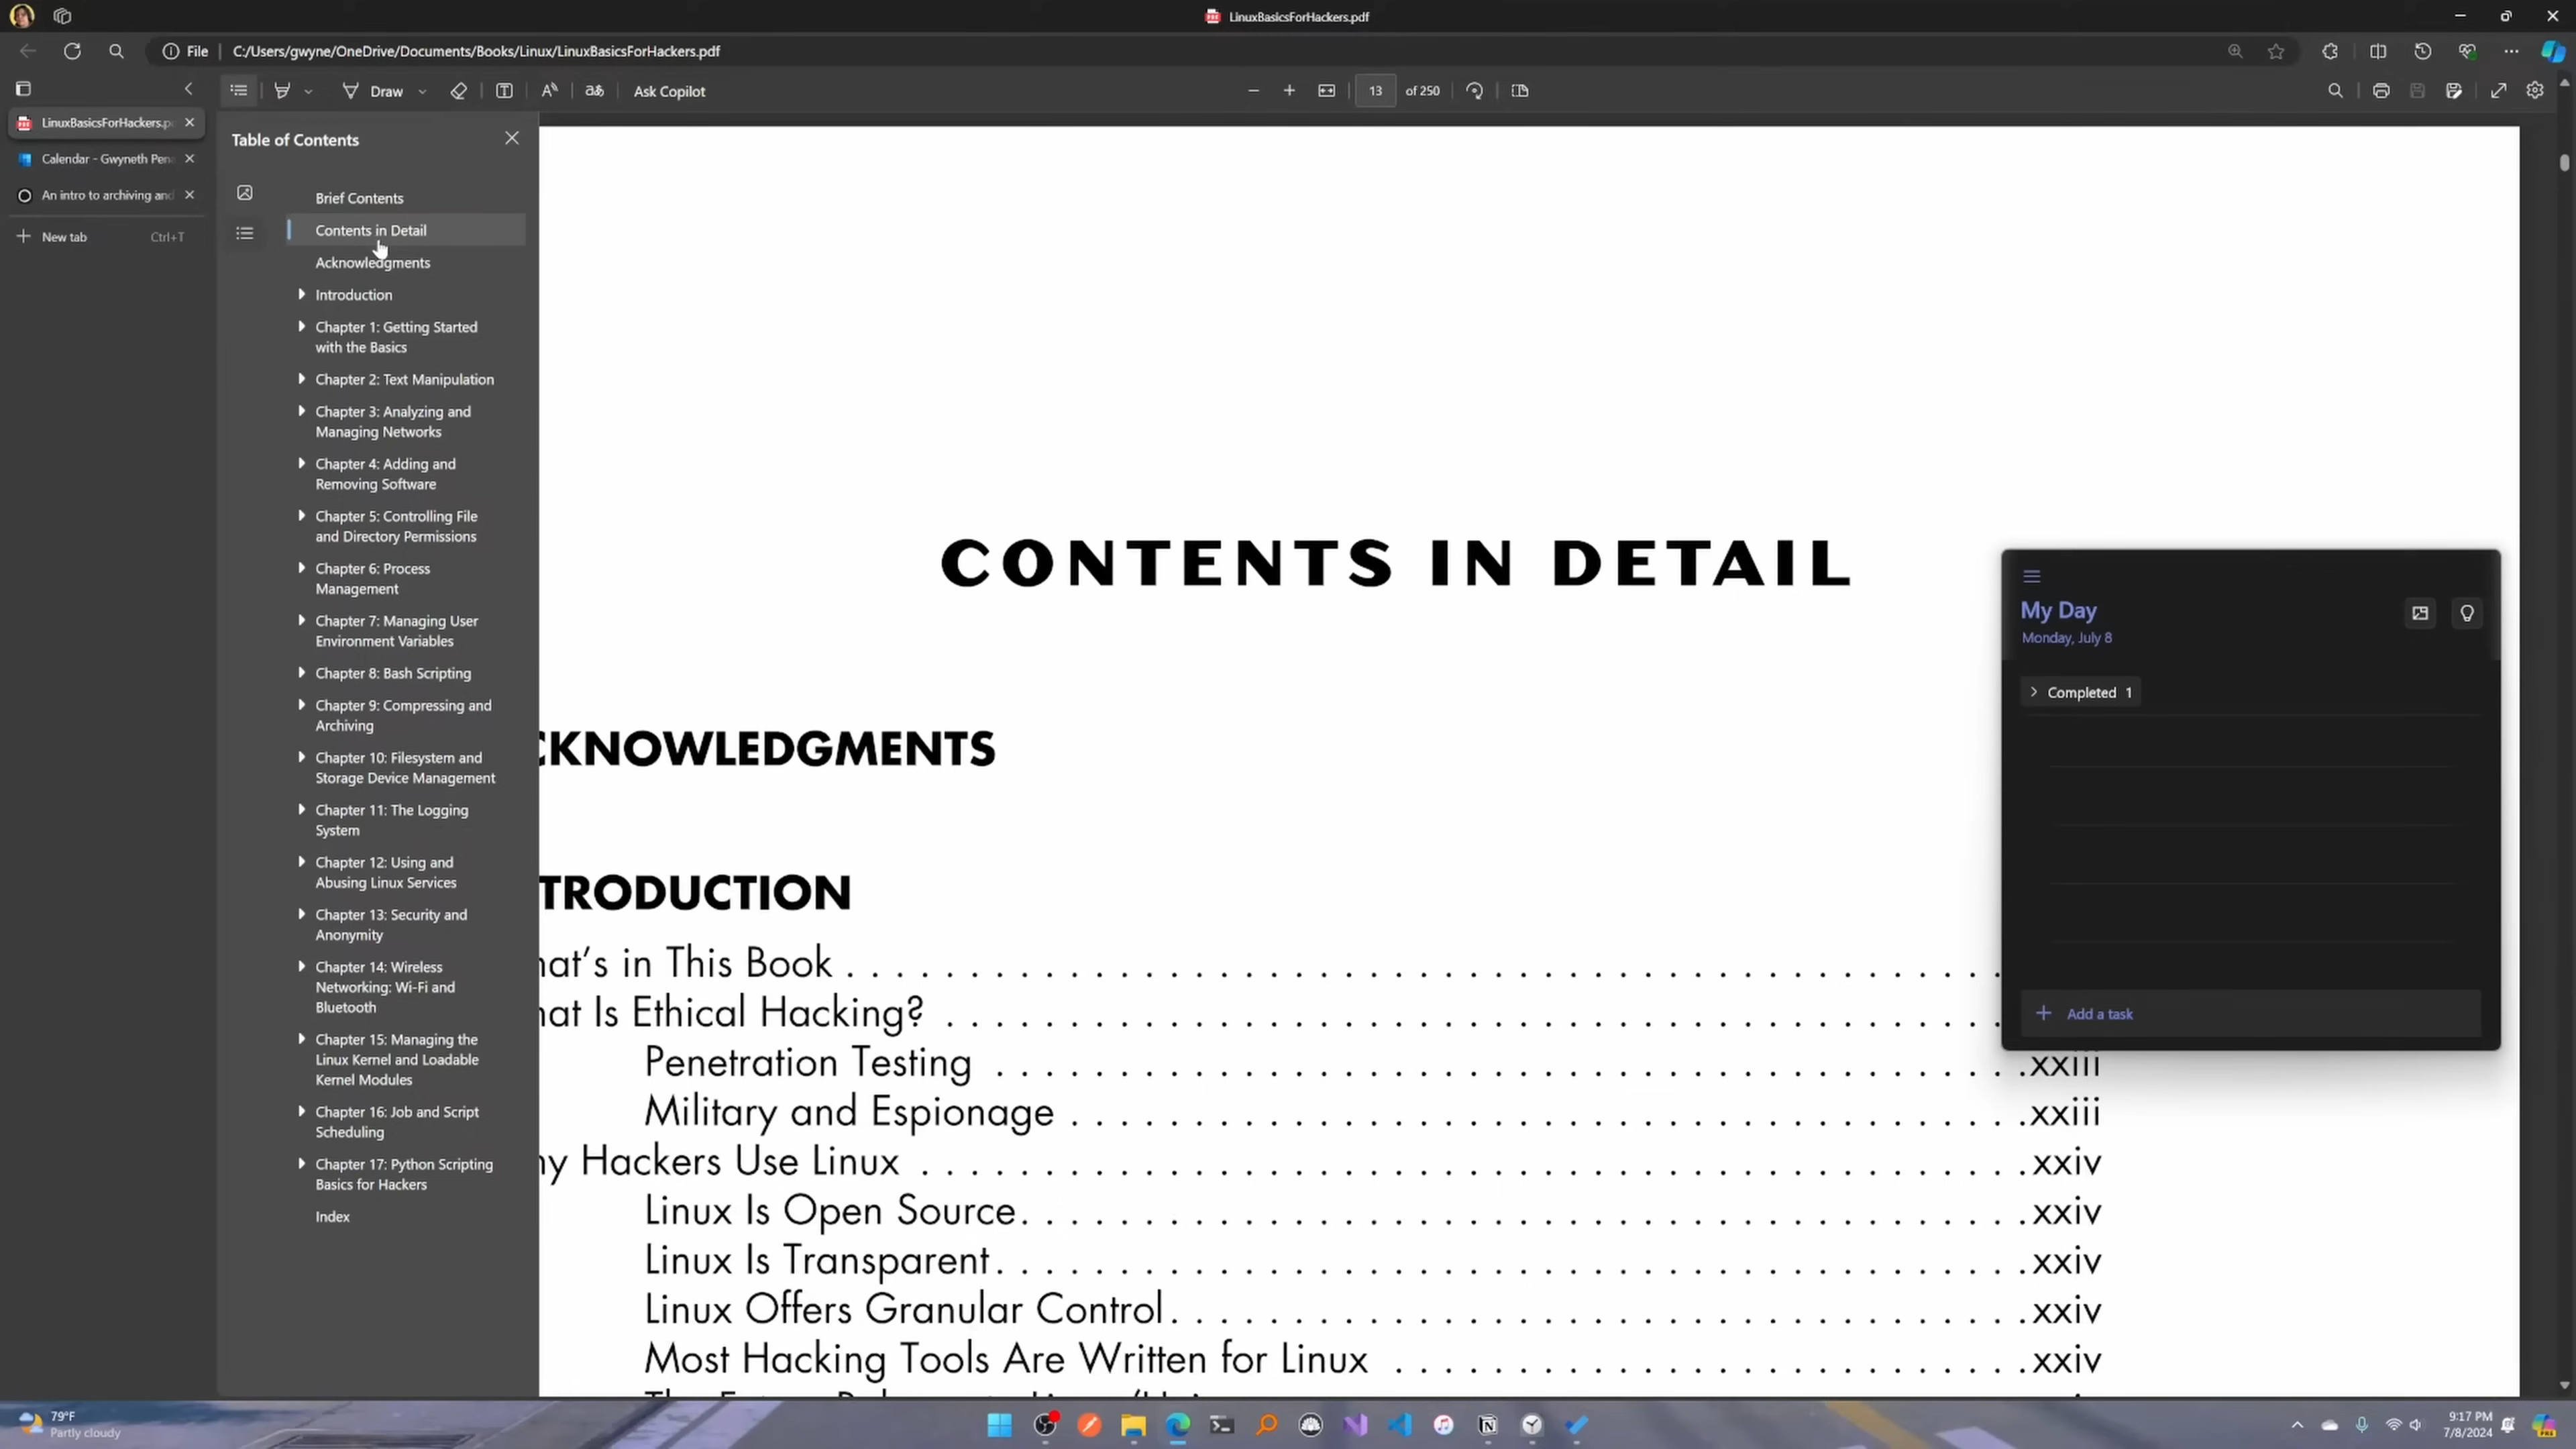 LinuxBasicsForHackers.pdf
File
C:/Users/gwyne/OneDrive/Documents/Books/Linux/LinuxBasicsForHackers.pdf
Draw
Ask Copilot
13 of 250
LinuxBasicsForHackers.p
Calendar - Gwyneth Pen
An intro to archiving and
New tab Ctrl+T
Table of Contents
Brief Contents
Contents in Detail
Acknowledgments
Introduction
Chapter 1: Getting Started
with the Basics
Chapter 2: Text Manipulation
Chapter 3: Analyzing and
Managing Networks
Chapter 4: Adding and
Removing Software
Chapter 5: Controlling File
and Directory Permissions
Chapter 6: Process
Management
Chapter 7: Managing User
Environment Variables
Chapter 8: Bash Scripting
Chapter 9: Compressing and
Archiving
Chapter 10: Filesystem and
Storage Device Management
Chapter 11: The Logging
System
Chapter 12: Using and
Abusing Linux Services
Chapter 13: Security and
Anonymity
Chapter 14: Wireless
Networking: Wi-Fi and
Bluetooth
Chapter 15: Managing the
Linux Kernel and Loadable
Kernel Modules
Chapter 16: Job and Script
Scheduling
Chapter 17: Python Scripting
Basics for Hackers
Index
CONTENTS IN DETAIL
CKNOWLEDGMENTS
TRODUCTION
hat's in This Book
hat Is Ethical Hacking?
Penetration Testing xxiii
Military and Espionage xxiii
hy Hackers Use Linux xxiv
Linux Is Open Source xxiv
Linux Is Transparent xxiv
Linux Offers Granular Control xxiv
Most Hacking Tools Are Written for Linux xxiv
My Day
Monday, July 8
Completed 1
Add a task
79°F
Partly cloudy
9:17 PM
7/8/2024